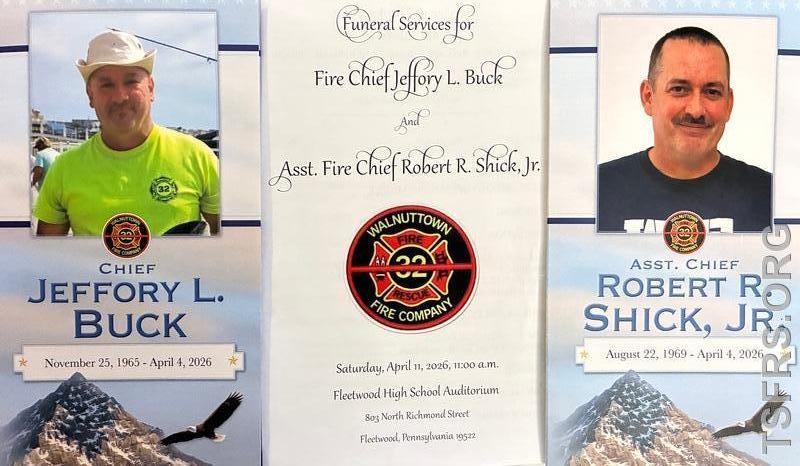 32
WALNUTTOWN
32
FIRE COMPANY
CHIEF
JEFFORY L.
BUCK
November 25, 1965 - April 4, 2026
Funeral Services for
Fire Chief Jeffory L. Buck
And
Asst. Fire Chief Robert R. Shick, Jr.
WALNUTTOWN
FIRE
32
RESCUE
FIRE COMPANY
Saturday, April 11, 2026, 11:00 a.m.
Fleetwood High School Auditorium
803 North Richmond Street
Fleetwood, Pennsylvania 19522
WALNUTTOWN
32
FIRE COMPANY
ASST. CHIEF
ROBERT R.
SHICK, JR.
August 22, 1969 - April 4, 2026
TSFRS.ORG